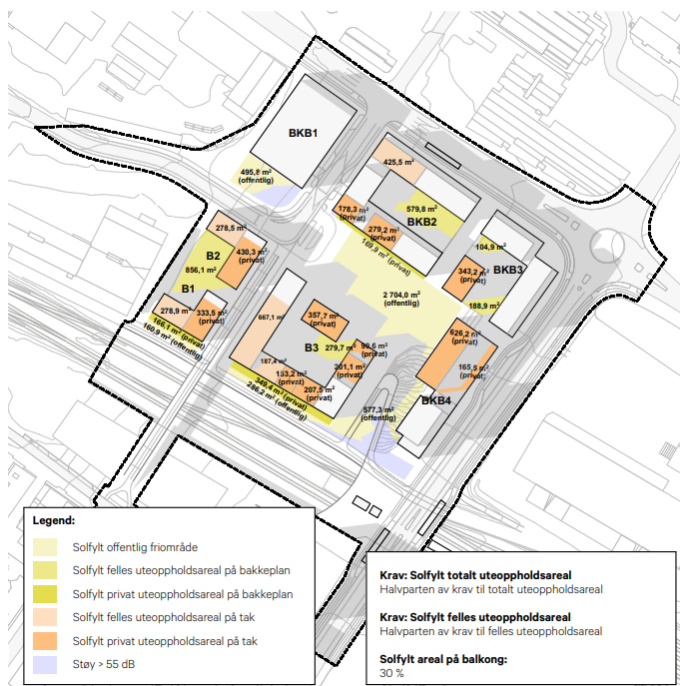 BKB1
495,8 m²
(offentlig)
425,5 m²
579,8 m²
BKB2
178,3 m²
(privat)
279,2 m²
(privat)
169,9 m² (privat)
104,9 m²
BKB3
343,2 m²
(privat)
188,9 m²
278,5 m²
B2
430,3 m²
(privat)
856,1 m²
B1
278,9 m²
333,5 m²
(privat)
166,1 m² (privat)
160,9 m² (offentlig)
2 704,0 m²
(offentlig)
667,1 m²
357,7 m²
(privat)
B3
279,7 m²
99,6 m²
(privat)
201,1 m²
(privat)
187,4 m²
153,2 m²
(privat)
207,5 m²
(privat)
349,4 m² (privat)
286,2 m² (offentlig)
577,3 m²
(offentlig)
626,2 m²
(privat)
165,5 m²
(privat)
BKB4
Legend:
Solfylt offentlig friområde
Solfylt felles uteoppholdsareal på bakkeplan
Solfylt privat uteoppholdsareal på bakkeplan
Solfylt felles uteoppholdsareal på tak
Solfylt privat uteoppholdsareal på tak
Støy > 55 dB
Krav: Solfylt totalt uteoppholdsareal
Halvparten av krav til totalt uteoppholdsareal
Krav: Solfylt felles uteoppholdsareal
Halvparten av krav til felles uteoppholdsareal
Solfylt areal på balkong:
30 %